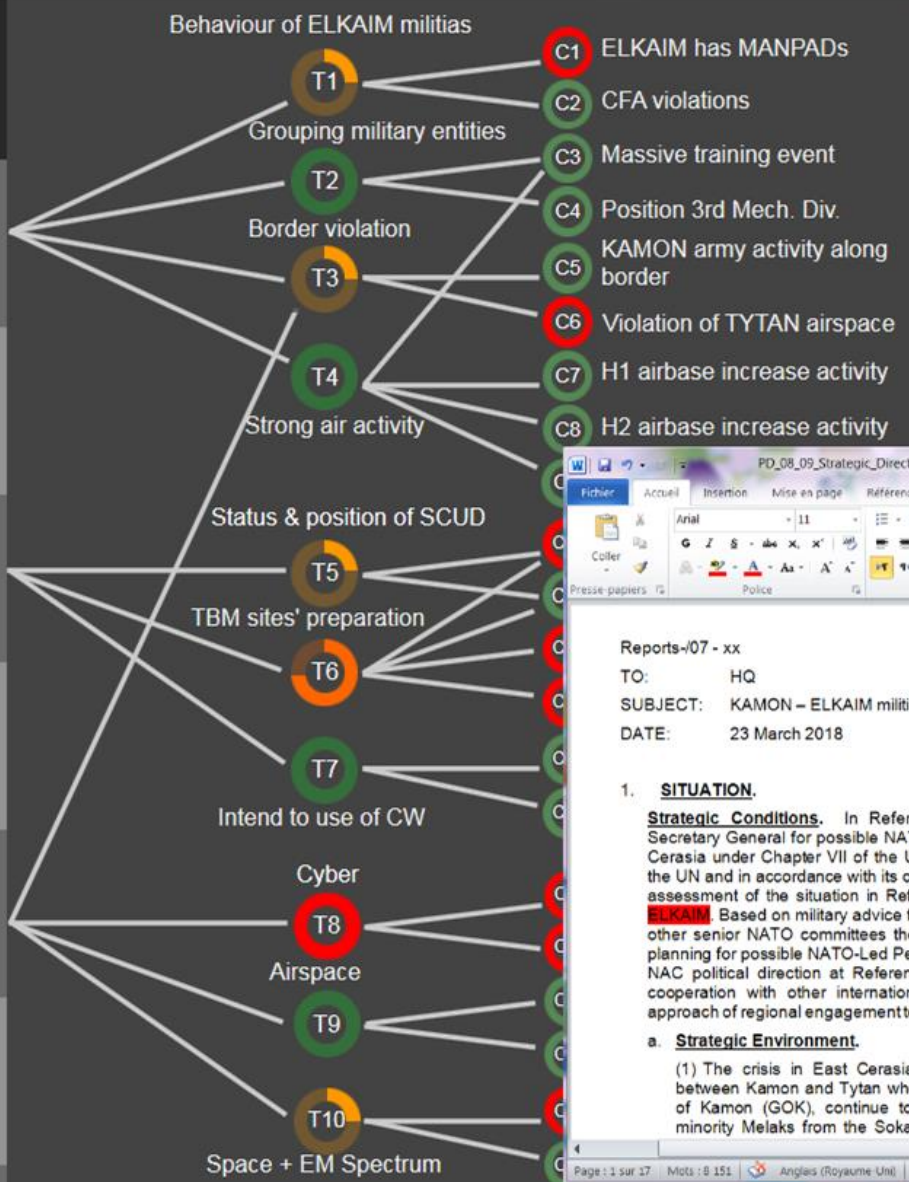 Behaviour of ELKAIM militias
T1
C1 ELKAIM has MANPADs
C2 CFA violations
Grouping military entities
T2
C3 Massive training event
C4 Position 3rd Mech. Div.
Border violation
T3
C5 KAMON army activity along
border
C6 Violation of TYTAN airspace
T4
C7 H1 airbase increase activity
Strong air activity
C8 H2 airbase increase activity
Status & position of SCUD
T5
TBM sites' preparation
T6
T7
Intend to use of CW
Cyber
T8
Airspace
T9
T10
Space + EM Spectrum
PD_08_09_Strategic_Direct
Fichier Accueil Insertion Mise en page Référen
Coller
Arial 11
G I S abc X, X'
A Aa A A
Presse-papiers Police
Reports-/07 - xx
TO: HQ
SUBJECT: KAMON – ELKAIM militi
DATE: 23 March 2018
1. SITUATION.
Strategic Conditions. In Refer
Secretary General for possible NA
Cerasia under Chapter VII of the U
the UN and in accordance with its c
assessment of the situation in Ref
ELKAIM. Based on military advice f
other senior NATO committees the
planning for possible NATO-Led Pe
NAC political direction at Referen
cooperation with other internation
approach of regional engagement t
a. Strategic Environment.
(1) The crisis in East Cerasia
between Kamon and Tytan wh
of Kamon (GOK), continue to
minority Melaks from the Soka
Page : 1 sur 17 Mots : 8 151 Anglais (Royaume-Uni)